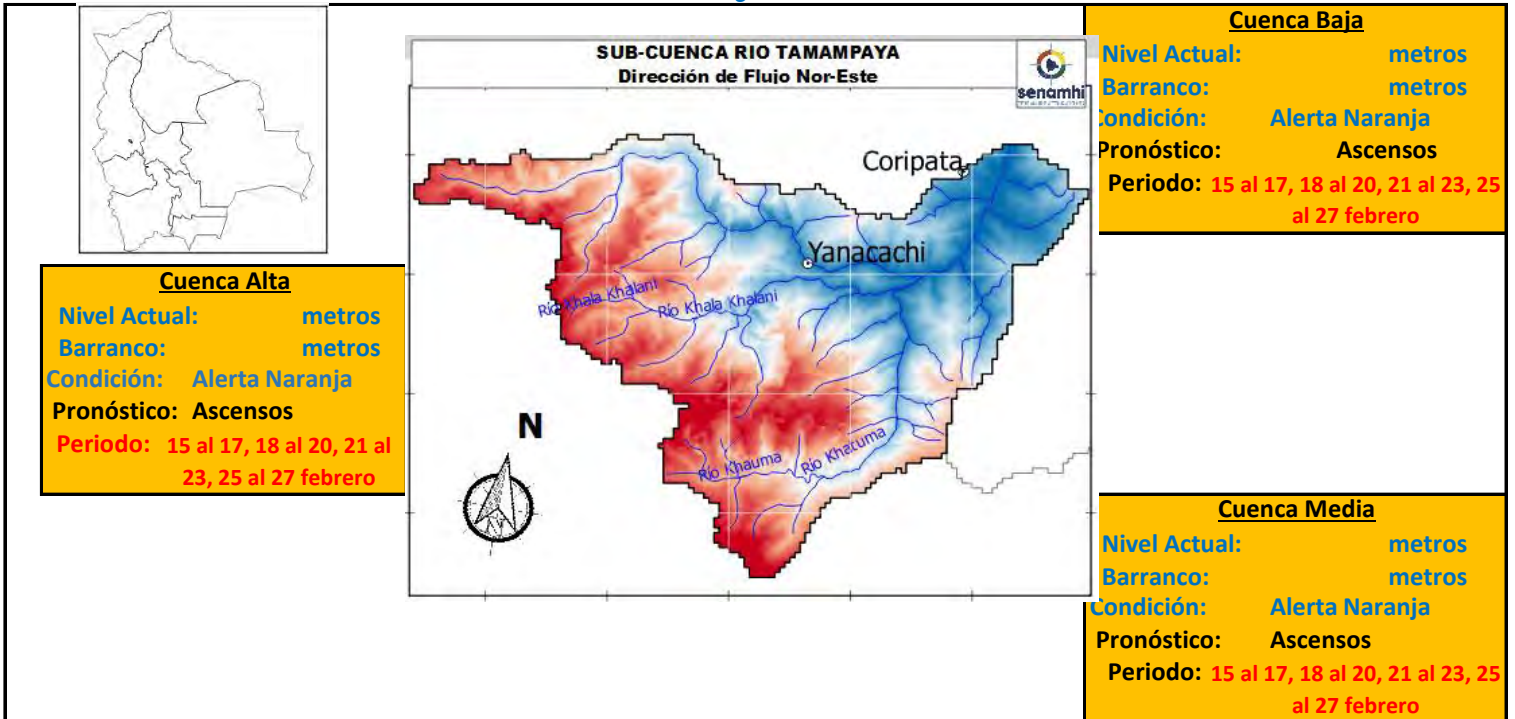 SUB-CUENCA RIO TAMAMPAYA
Dirección de Flujo Nor-Este
senamhi
Coripata
Yanacachi
Río Khala Khalani
Río Khala Khalani
Río Khauma
Río Khatuma
N
Cuenca Alta
Nivel Actual: metros
Barranco: metros
Condición: Alerta Naranja
Pronóstico: Ascensos
Periodo: 15 al 17, 18 al 20, 21 al
23, 25 al 27 febrero
Cuenca Baja
Nivel Actual: metros
Barranco: metros
Condición: Alerta Naranja
Pronóstico: Ascensos
Periodo: 15 al 17, 18 al 20, 21 al 23, 25
al 27 febrero
Cuenca Media
Nivel Actual: metros
Barranco: metros
Condición: Alerta Naranja
Pronóstico: Ascensos
Periodo: 15 al 17, 18 al 20, 21 al 23, 25
al 27 febrero